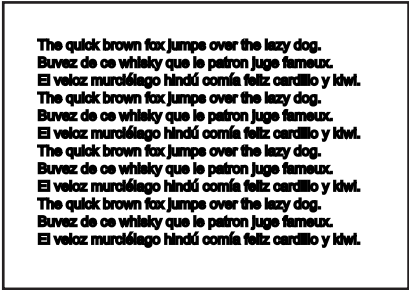 The quick brown fox jumps over the lazy dog.
Buvez de ce whisky que le patron juge fameux.
El veloz murciélago hindú comía feliz cardillo y kiwi.
The quick brown fox jumps over the lazy dog.
Buvez de ce whisky que le patron juge fameux.
El veloz murciélago hindú comía feliz cardillo y kiwi.
The quick brown fox jumps over the lazy dog.
Buvez de ce whisky que le patron juge fameux.
El veloz murciélago hindú comía feliz cardillo y kiwi.
The quick brown fox jumps over the lazy dog.
Buvez de ce whisky que le patron juge fameux.
El veloz murciélago hindú comía feliz cardillo y kiwi.